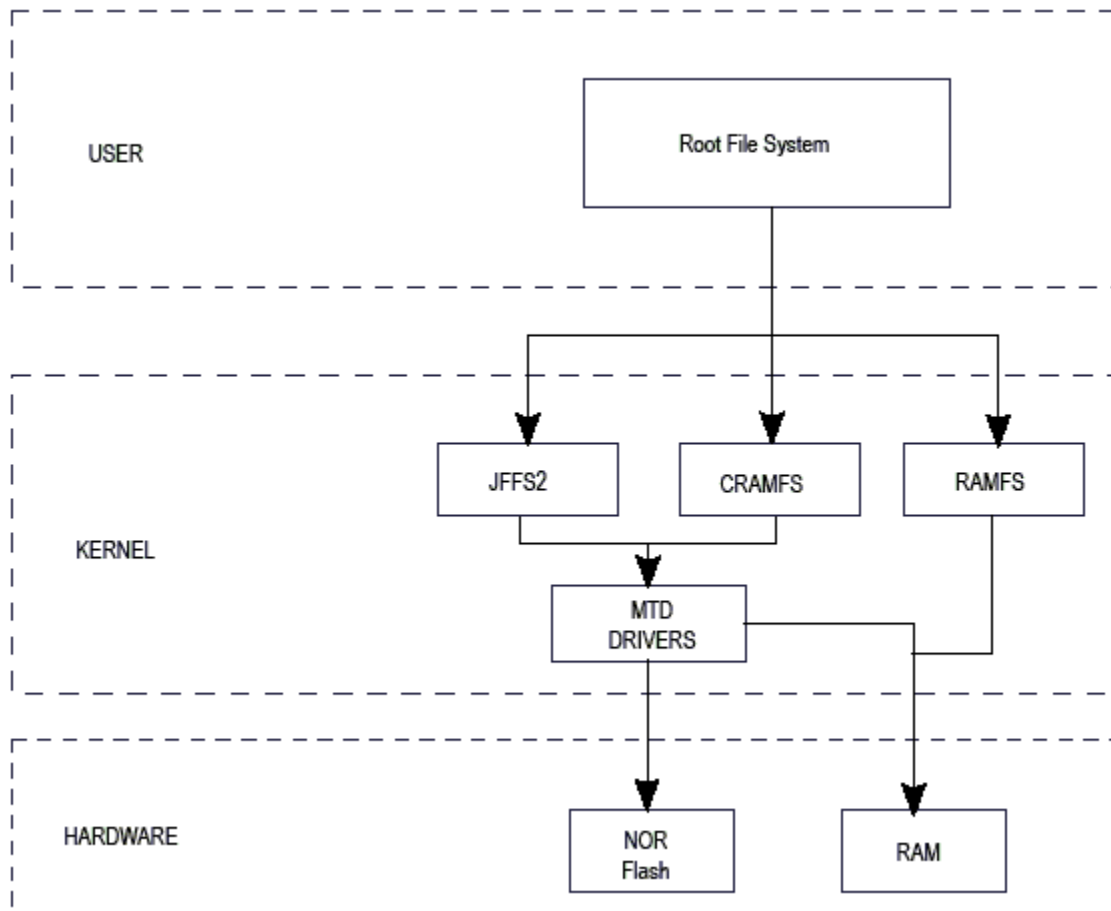 USER
Root File System
JFFS2
CRAMFS
RAMFS
KERNEL
MTD
DRIVERS
HARDWARE
NOR
Flash
RAM